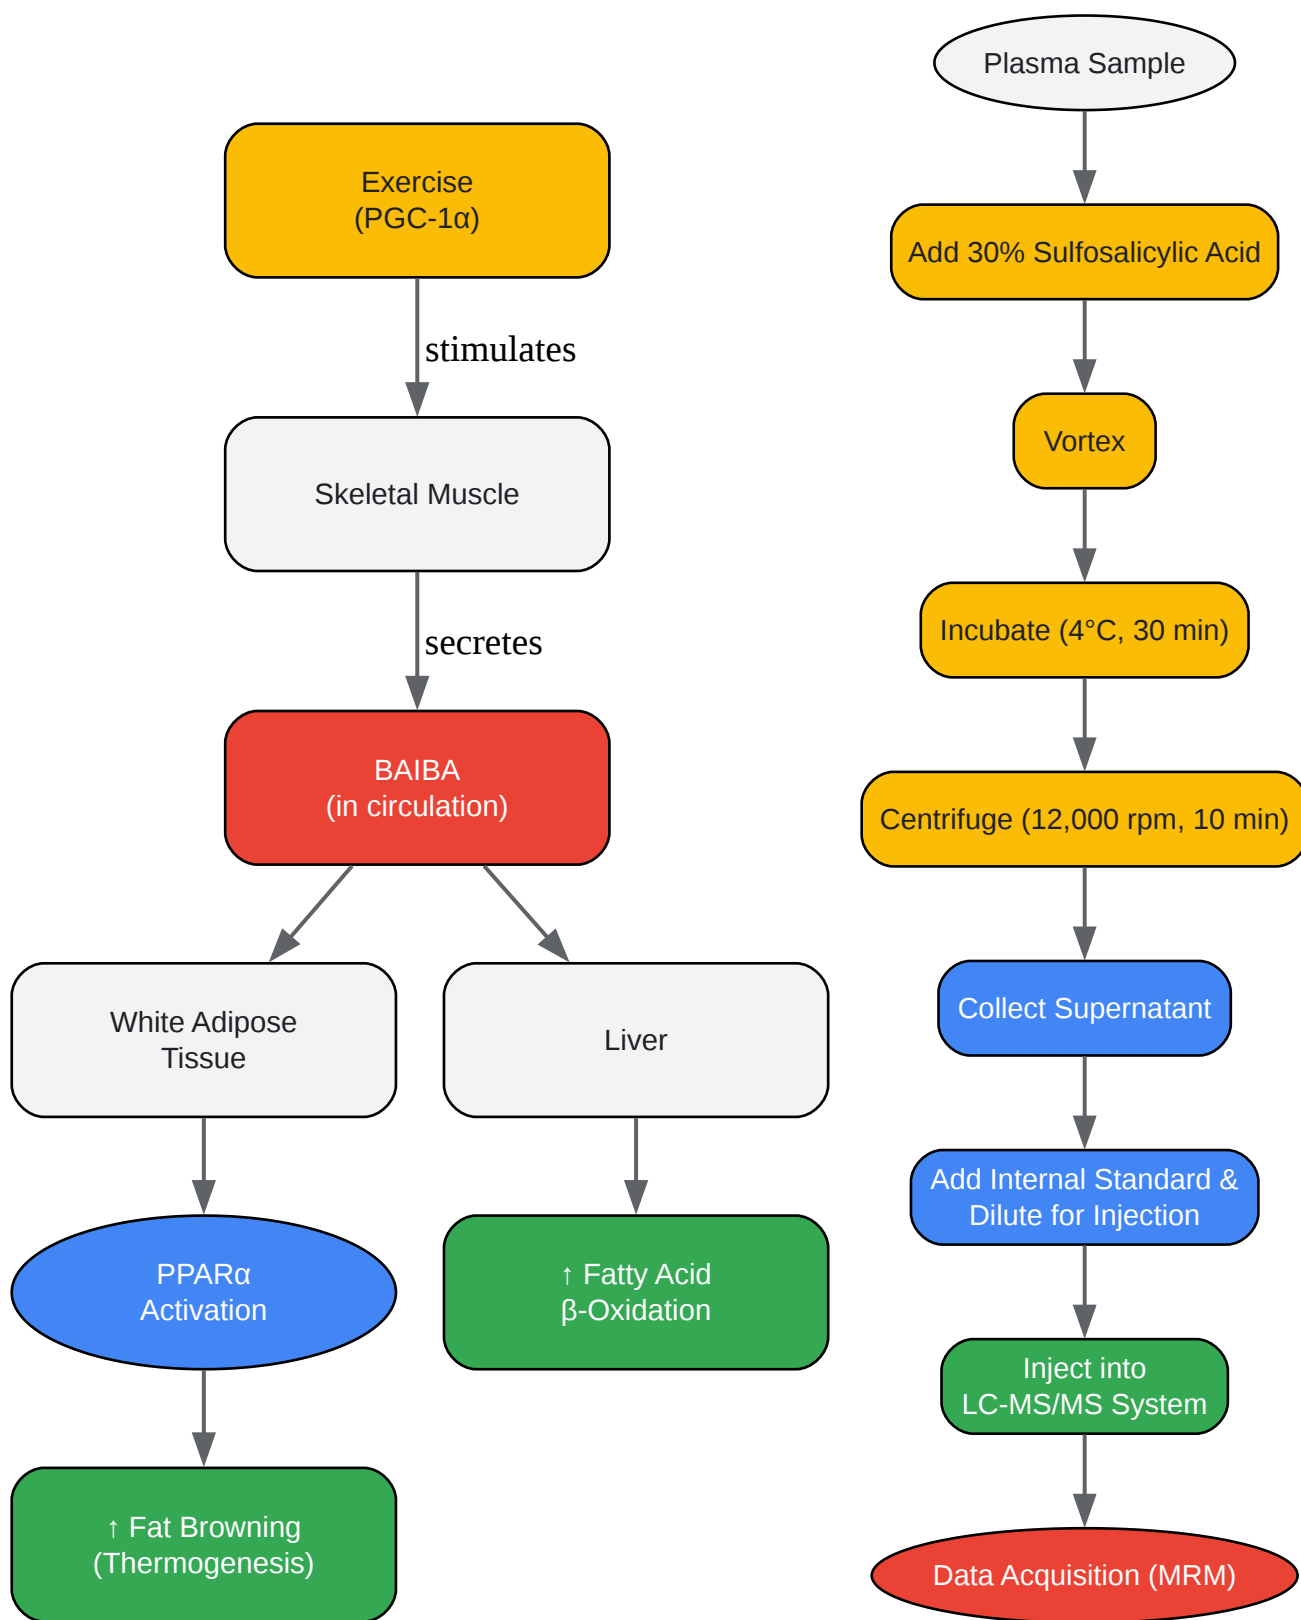 Exercise
(PGC-1α)
stimulates
Skeletal Muscle
secretes
BAIBA
(in circulation)
White Adipose
Tissue
Liver
PPARα
Activation
↑ Fatty Acid
β-Oxidation
↑ Fat Browning
(Thermogenesis)
Plasma Sample
Add 30% Sulfosalicylic Acid
Vortex
Incubate (4°C, 30 min)
Centrifuge (12,000 rpm, 10 min)
Collect Supernatant
Add Internal Standard &
Dilute for Injection
Inject into
LC-MS/MS System
Data Acquisition (MRM)